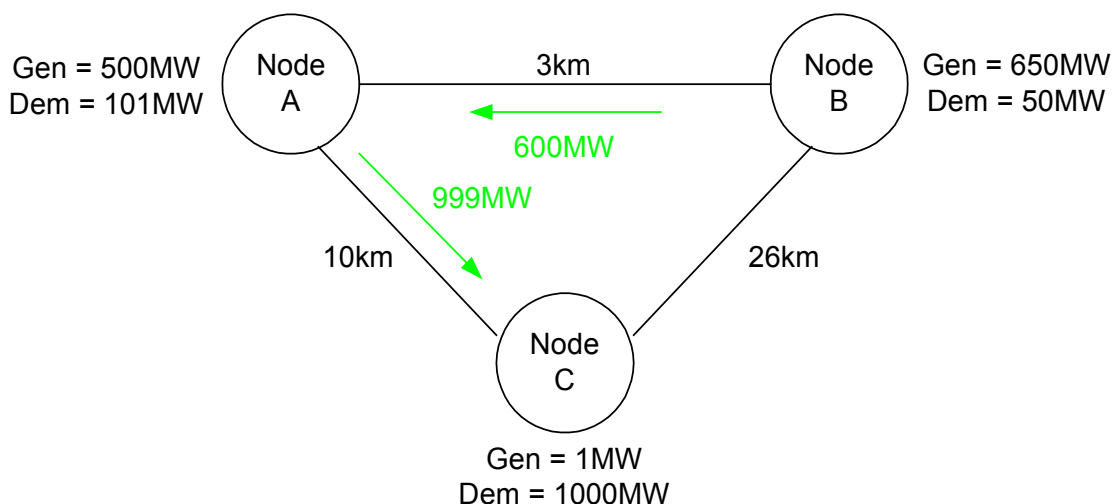 Gen = 500MW
Dem = 101MW
Node
A
3km
Node
B
Gen = 650MW
Dem = 50MW
600MW
999MW
10km
26km
Node
C
Gen = 1MW
Dem = 1000MW